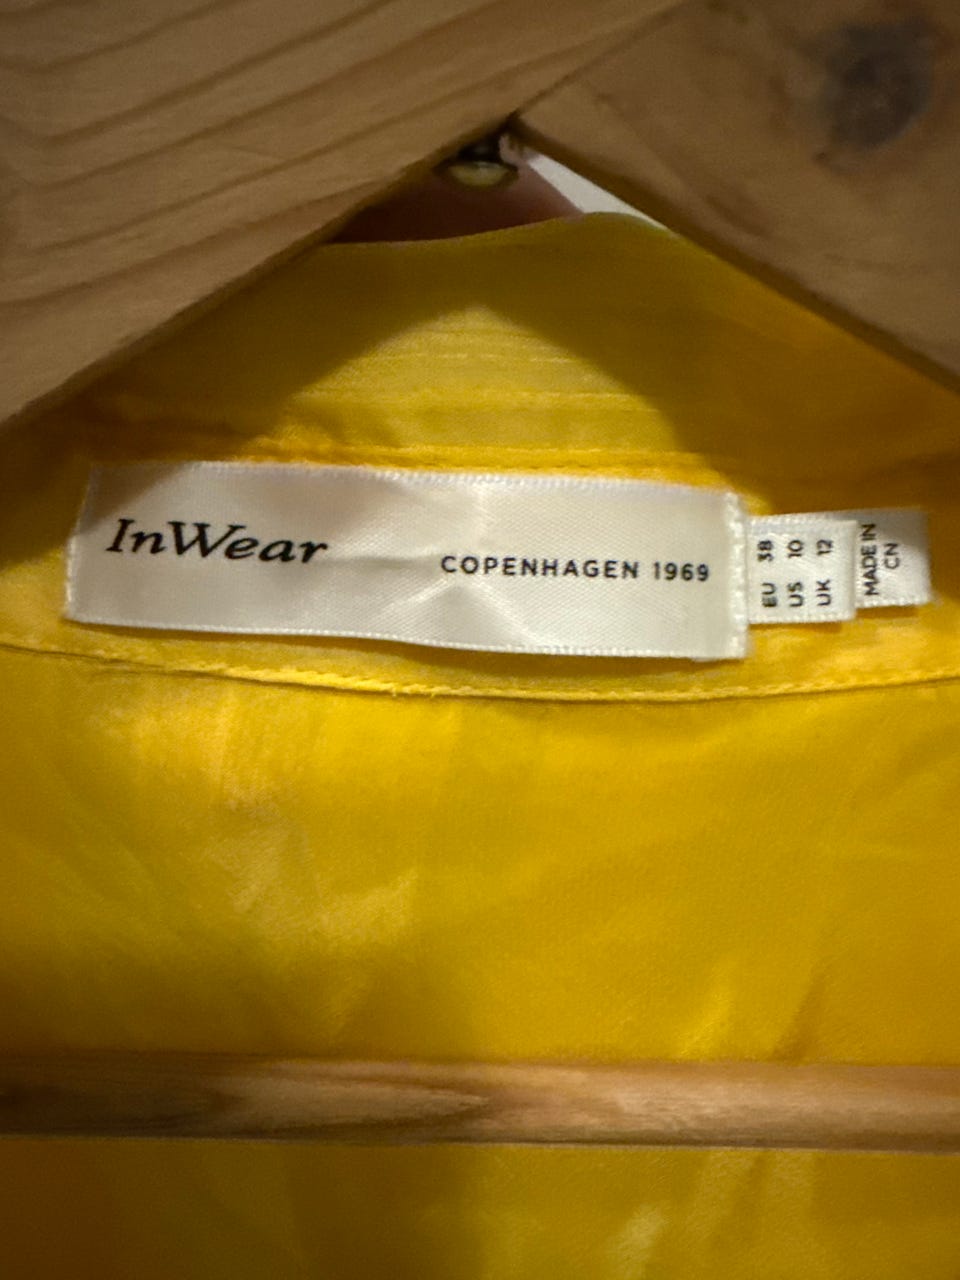 InWear
COPENHAGEN 1969
EU 38
US 10
UK 12
MADE IN
CN